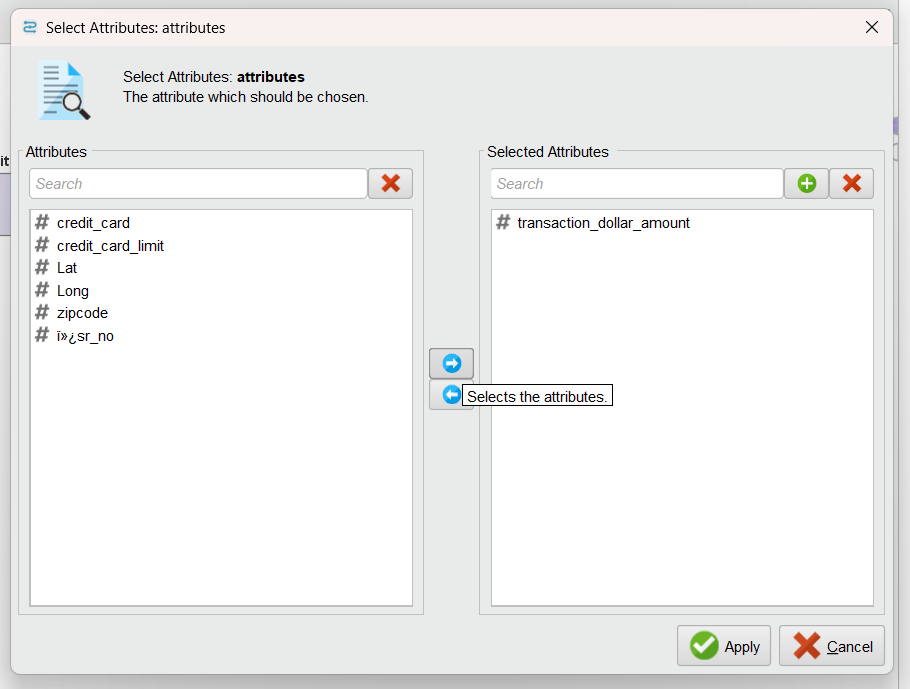 Select Attributes: attributes
Select Attributes: attributes
The attribute which should be chosen.
it
Attributes
Search
# credit_card
# credit_card_limit
# Lat
# Long
# zipcode
# ï»¿sr_no
Selected Attributes
Search
# transaction_dollar_amount
Selects the attributes.
Apply
Cancel